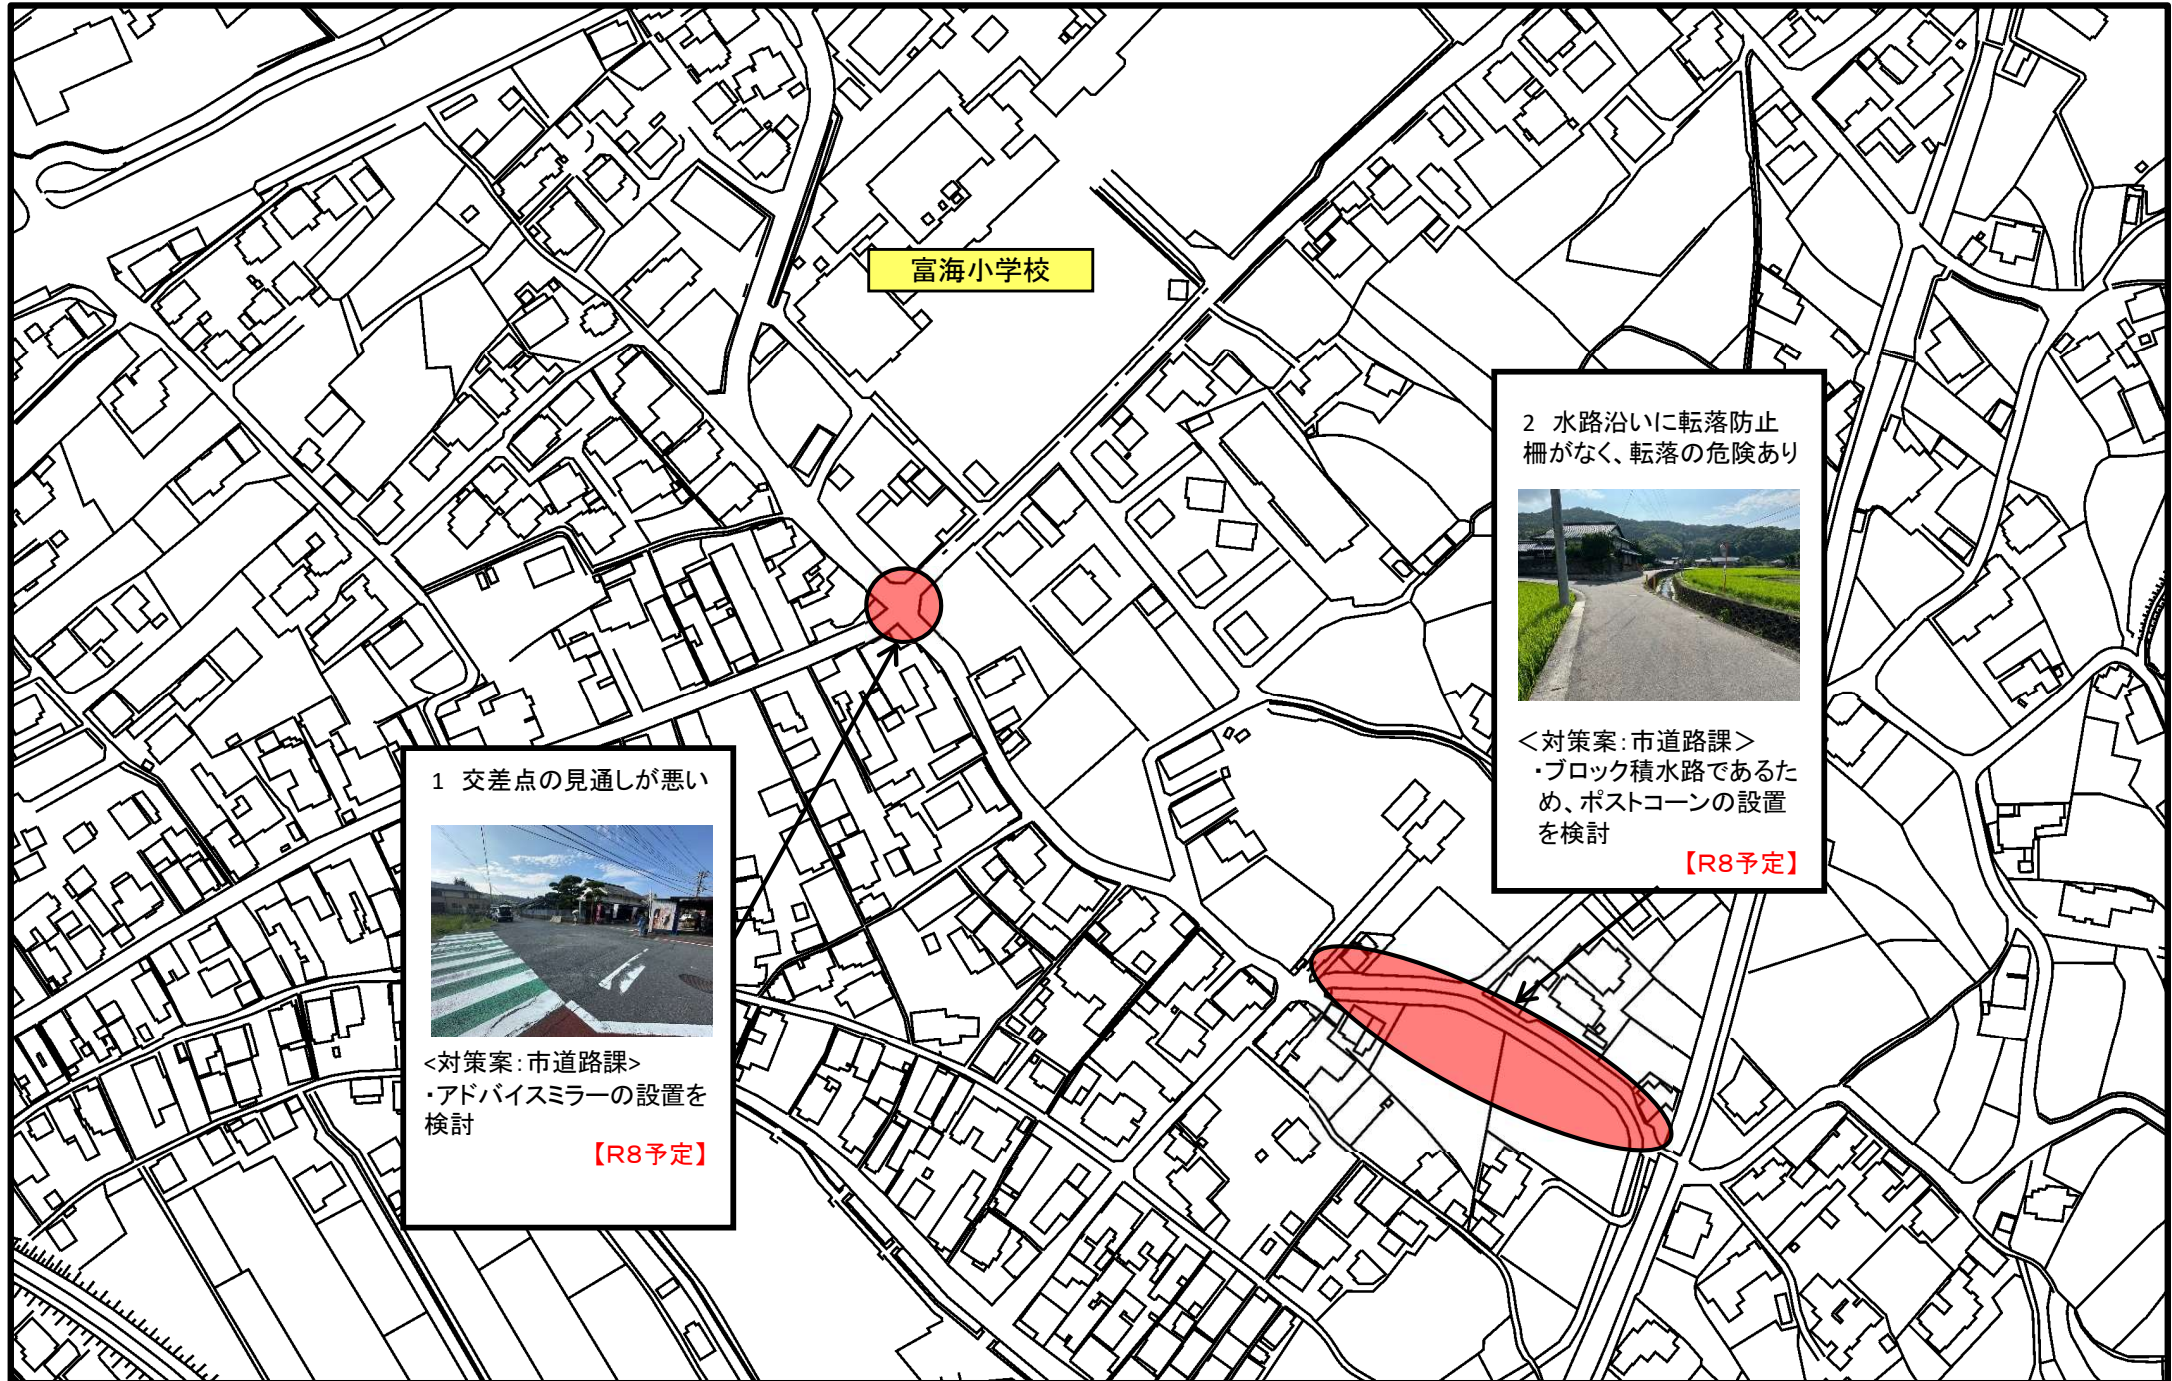 富海小学校
2 水路沿いに転落防止
柵がなく、転落の危険あり
＜対策案：市道路課＞
・ブロック積水路であるた
め、ポストコーンの設置
を検討
【R8予定】
1 交差点の見通しが悪い
<対策案：市道路課>
・アドバイスミラーの設置を
検討
【R8予定】